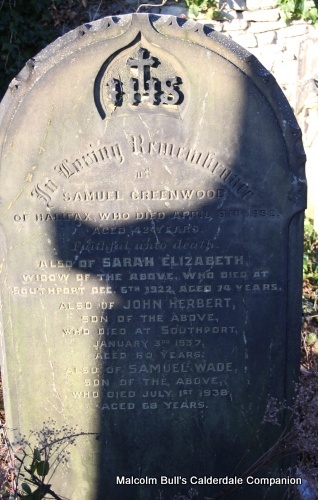 IHS
In Loving Remembrance
of
SAMUEL GREENWOOD
OF HALIFAX WHO DIED APRIL
AGED 43 YEARS.
Faithful unto death.
ALSO OF SARAH ELIZABETH,
WIDOW OF THE ABOVE, WHO DIED AT
SOUTHPORT DEC. 5TH 1922, AGED 74 YEARS.
ALSO OF JOHN HERBERT,
SON OF THE ABOVE,
WHO DIED AT SOUTHPORT,
JANUARY 3RD 1937,
AGED 60 YEARS.
ALSO OF SAMUEL WADE,
SON OF THE ABOVE,
WHO DIED JULY 1ST 1938,
AGED 68 YEARS.
Malcolm Bull's Calderdale Companion